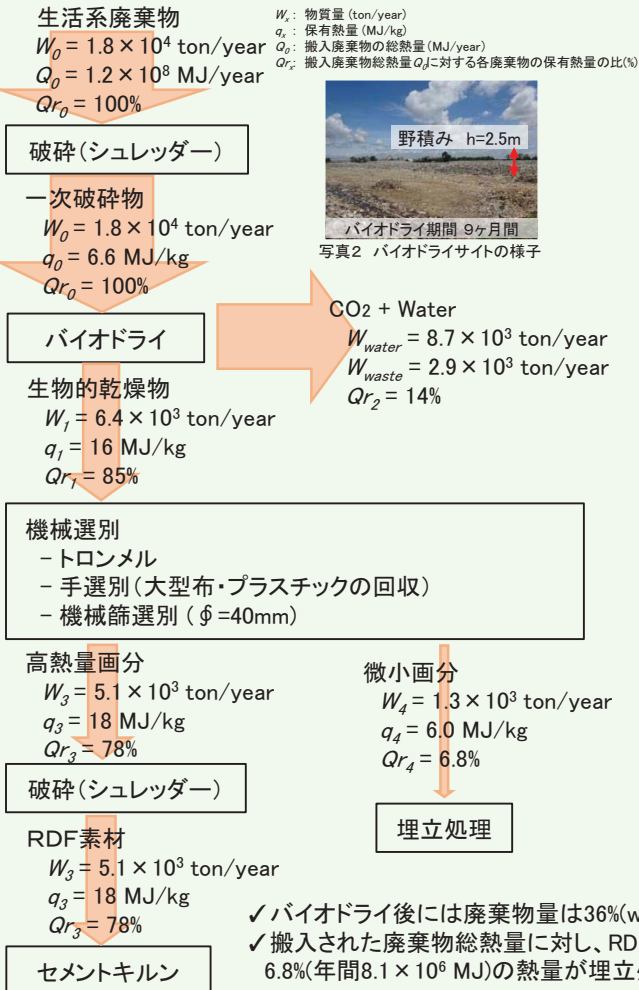 生活系廃棄物
W0 = 1.8 × 10⁴ ton/year
Q0 = 1.2 × 10⁸ MJ/year
Qr0 = 100%
Wx: 物質量 (ton/year)
qx: 保有熱量 (MJ/kg)
Q0: 搬入廃棄物の総熱量 (MJ/year)
Qrx: 搬入廃棄物総熱量Q0に対する各廃棄物の保有熱量の比(%)
破砕(シュレッダー)
野積み h=2.5m
バイオドライ期間 9ヶ月間
写真2 バイオドライサイトの様子
一次破砕物
W0 = 1.8 × 10⁴ ton/year
q0 = 6.6 MJ/kg
Qr0 = 100%
バイオドライ
CO2 + Water
Wwater = 8.7 × 10³ ton/year
Wwaste = 2.9 × 10³ ton/year
Qr2 = 14%
生物的乾燥物
W1 = 6.4 × 10³ ton/year
q1 = 16 MJ/kg
Qr1 = 85%
機械選別
- トロンメル
- 手選別(大型布・プラスチックの回収)
- 機械篩選別 (∮=40mm)
高熱量画分
W3 = 5.1 × 10³ ton/year
q3 = 18 MJ/kg
Qr3 = 78%
微小画分
W4 = 1.3 × 10³ ton/year
q4 = 6.0 MJ/kg
Qr4 = 6.8%
破砕(シュレッダー)
埋立処理
RDF素材
W3 = 5.1 × 10³ ton/year
q3 = 18 MJ/kg
Qr3 = 78%
セメントキルン
✓バイオドライ後には廃棄物量は36%(w
✓搬入された廃棄物総熱量に対し、RD
6.8%(年間8.1 × 10⁶ MJ)の熱量が埋立